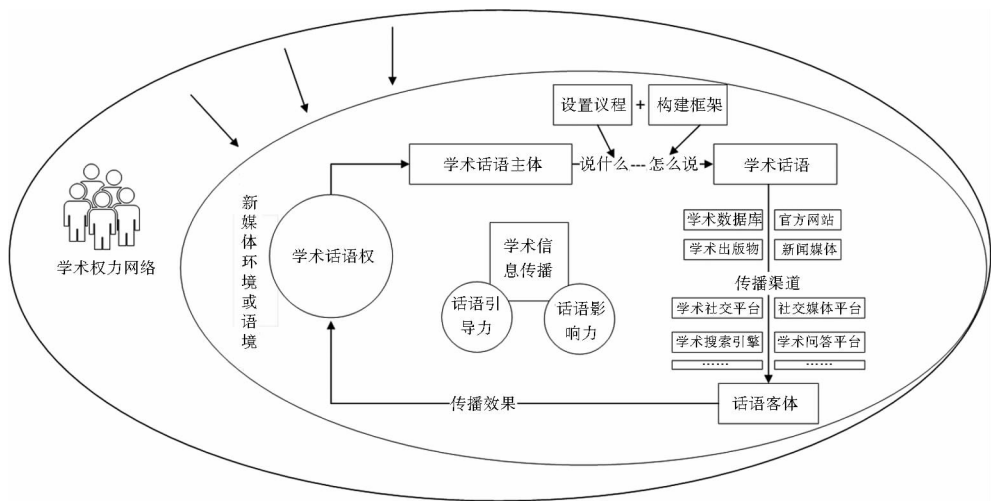 设置议程 + 构建框架
学术话语主体 说什么---怎么说 学术话语
新媒体环境或语境
学术话语权
学术权力网络
学术信
息传播
话语引
导力
话语影
响力
学术数据库 官方网站
学术出版物 新闻媒体
传播渠道
学术社交平台 社交媒体平台
学术搜索引擎 学术问答平台
…… ……
传播效果 话语客体